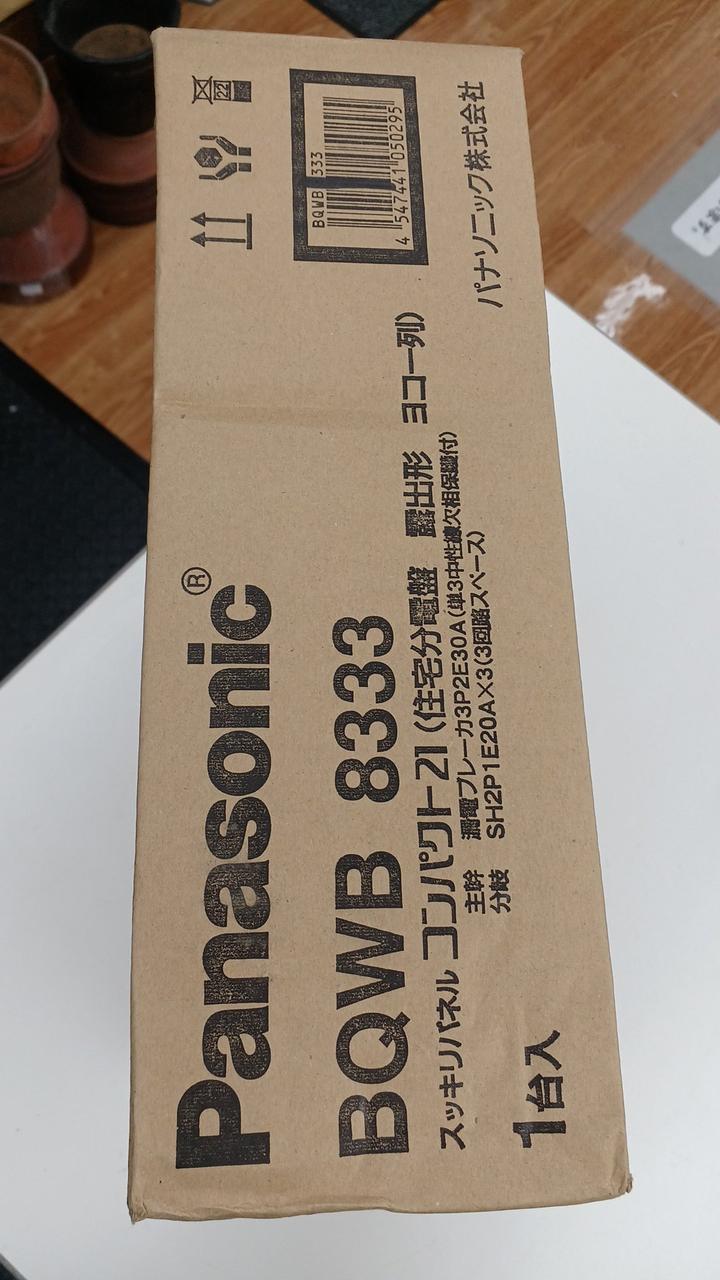 Panasonic®
BQWB 8333
スッキリパネル コンパクト21(住宅分電盤 露出形 ヨコ一列)
主幹 漏電ブレーカ3P2E30A(単3中性線欠相保護付)
分岐 SH2P1E20A×3(3回路スペース)
1台入
22
BQWB 333
4 547441 050295
パナソニック株式会社